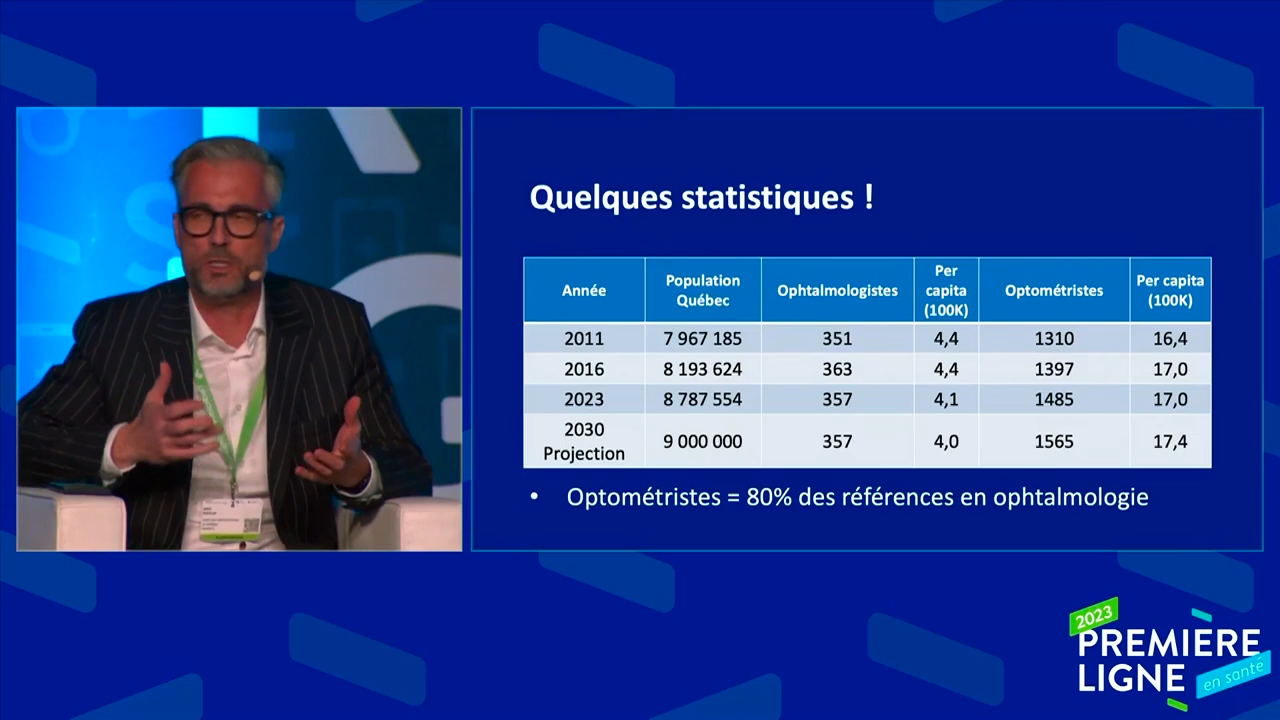 Quelques statistiques !
Année Population Québec Ophtalmologistes Per capita (100K) Optométristes Per capita (100K)
2011 7 967 185 351 4,4 1310 16,4
2016 8 193 624 363 4,4 1397 17,0
2023 8 787 554 357 4,1 1485 17,0
2030 Projection 9 000 000 357 4,0 1565 17,4
• Optométristes = 80% des références en ophtalmologie
2023
PREMIÈRE
LIGNE en santé